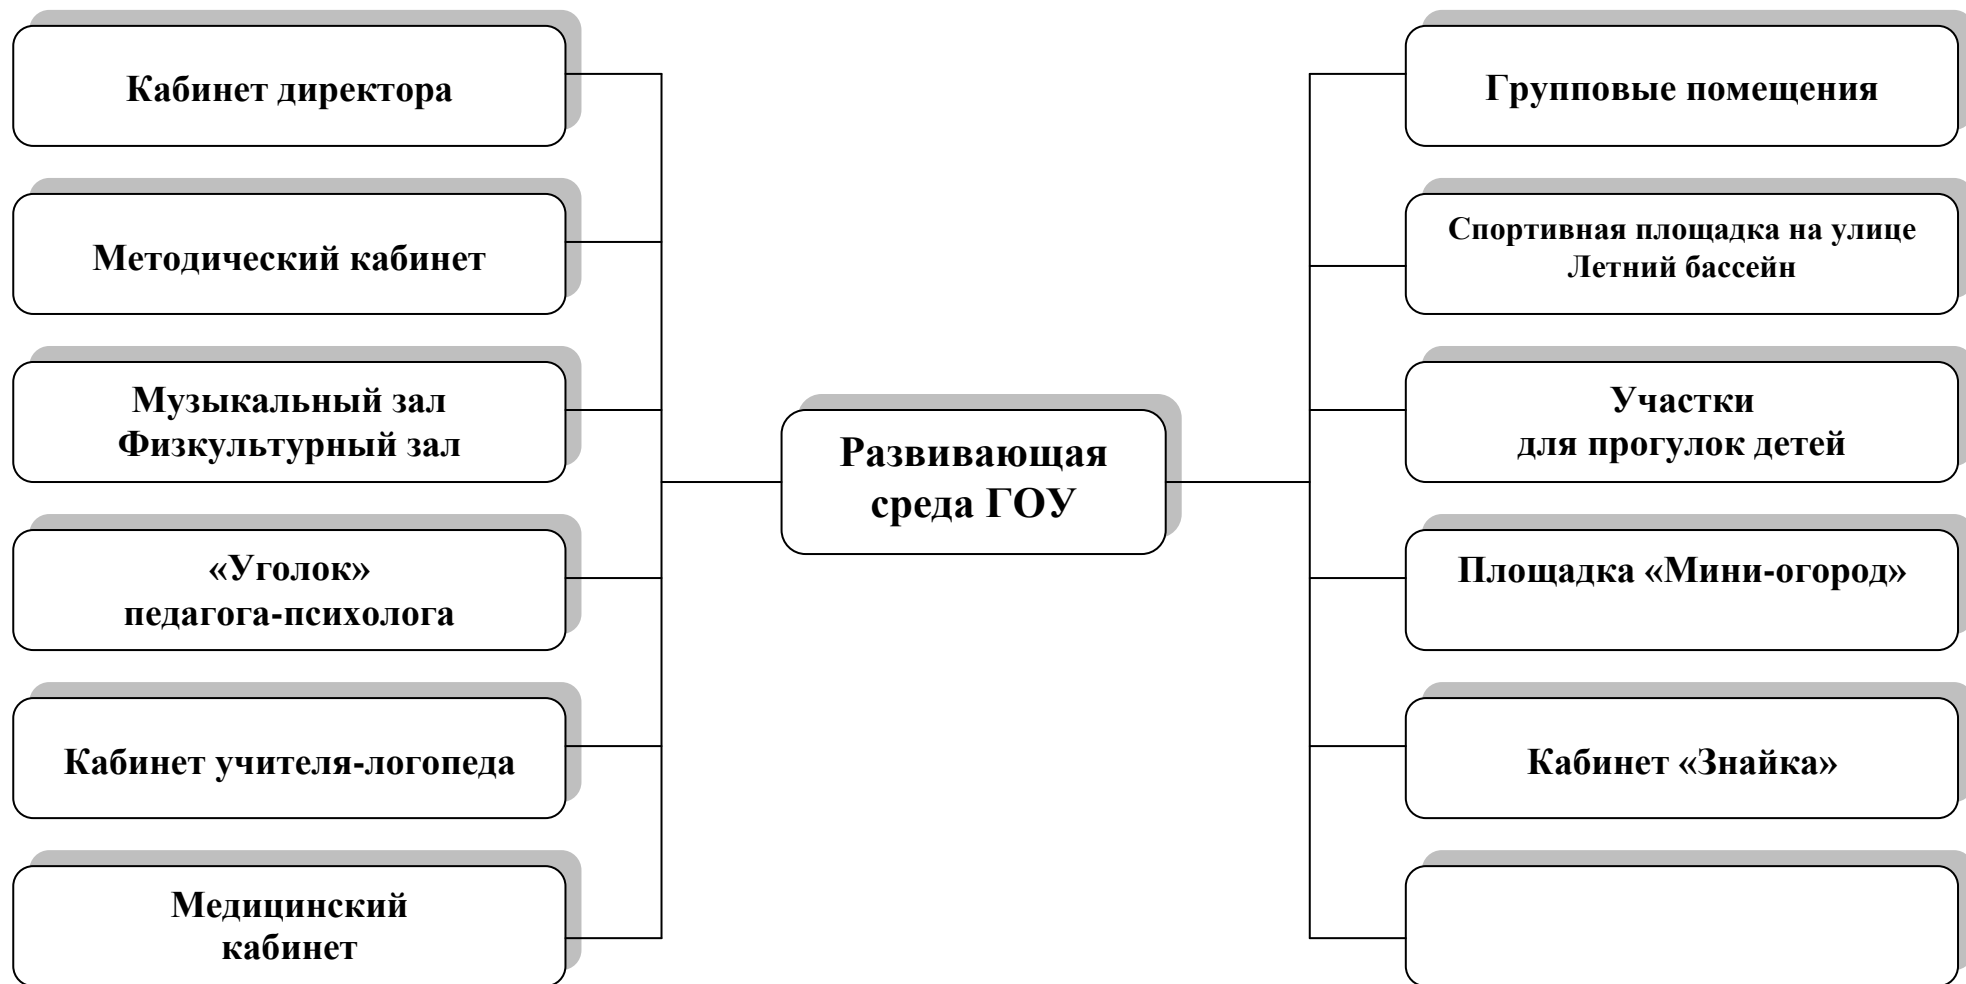 Кабинет директора
Методический кабинет
Музыкальный зал
Физкультурный зал
«Уголок»
педагога-психолога
Кабинет учителя-логопеда
Медицинский
кабинет
Развивающая
среда ГОУ
Групповые помещения
Спортивная площадка на улице
Летний бассейн
Участки
для прогулок детей
Площадка «Мини-огород»
Кабинет «Знайка»